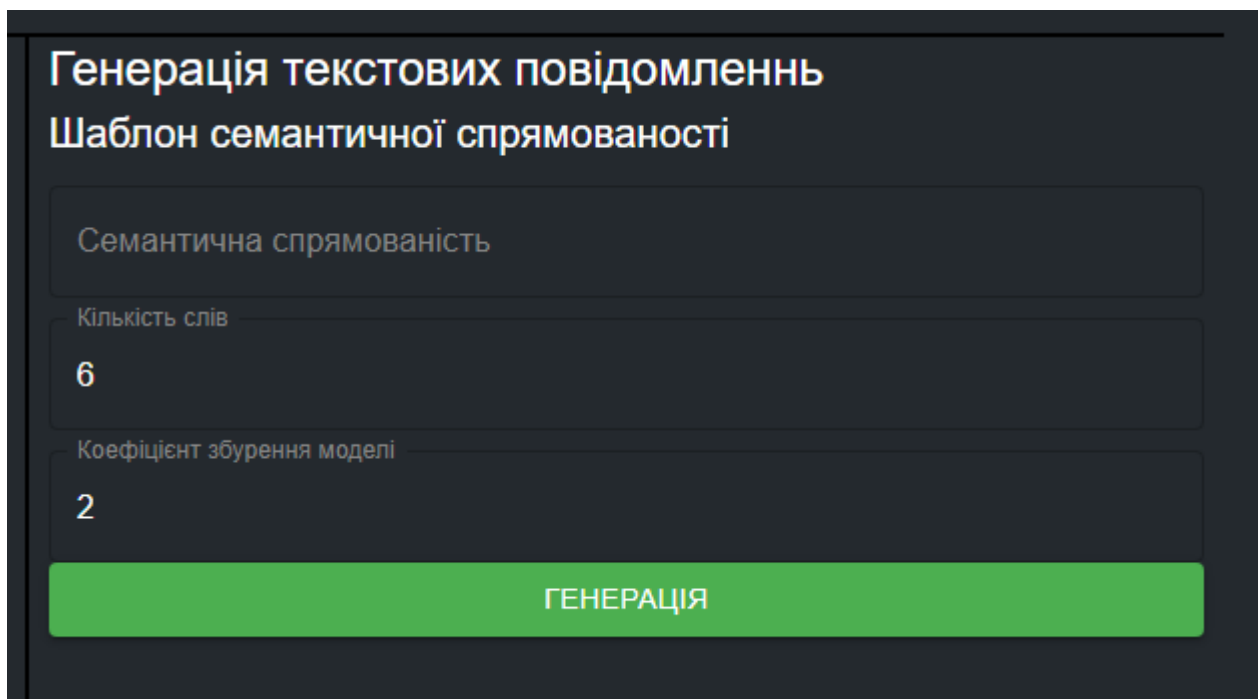 Генерація текстових повідомленнь
Шаблон семантичної спрямованості
Семантична спрямованість
Кількість слів
6
Коефіцієнт збурення моделі
2
ГЕНЕРАЦІЯ